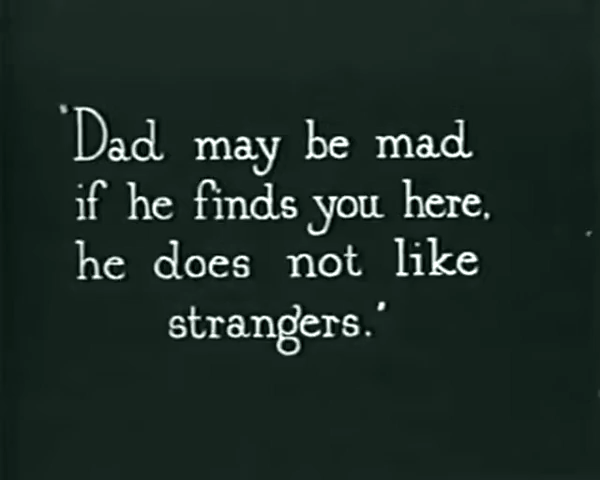 'Dad may be mad
if he finds you here.
he does not like
strangers.'